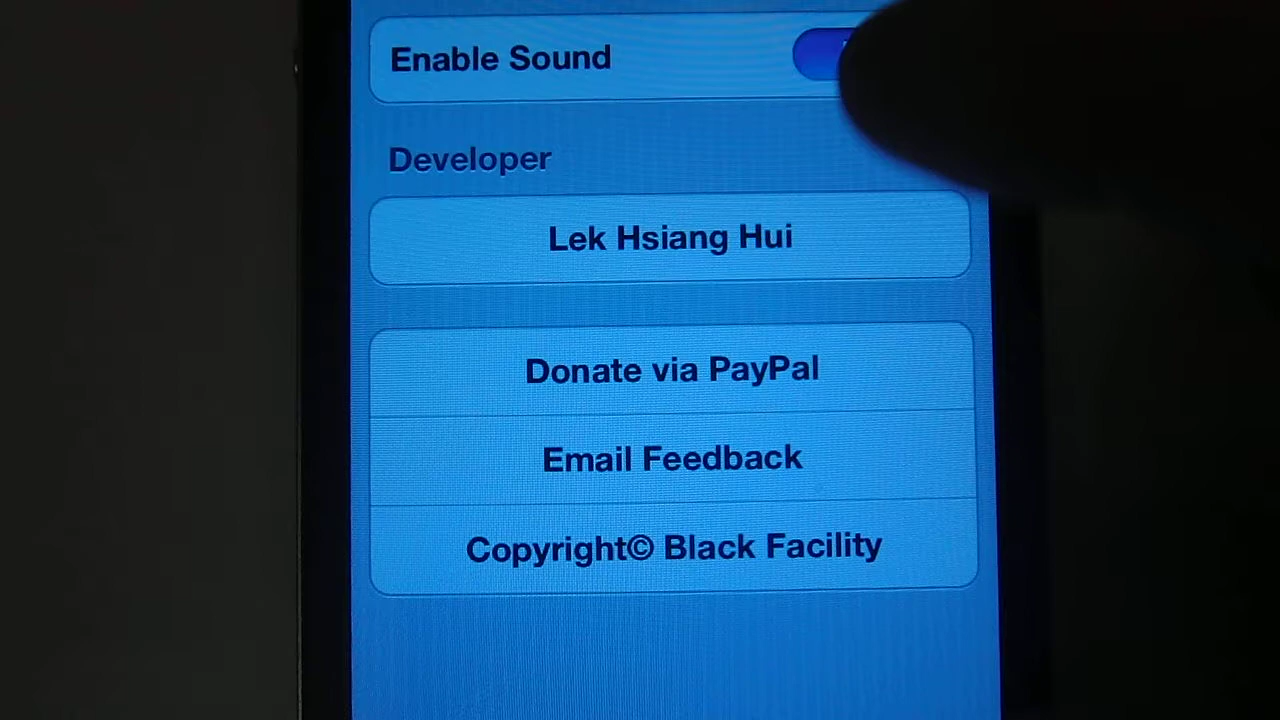 Enable Sound
Developer
Lek Hsiang Hui
Donate via PayPal
Email Feedback
Copyright© Black Facility